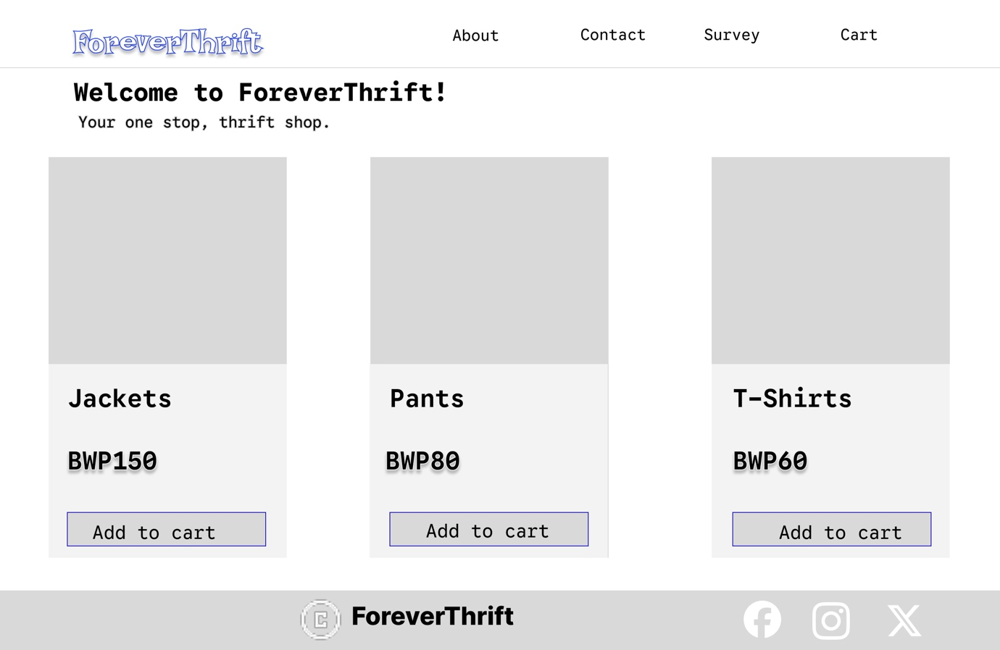 ForeverThrift
About Contact Survey Cart
Welcome to ForeverThrift!
Your one stop, thrift shop.
Jackets
BWP150
Add to cart
Pants
BWP80
Add to cart
T-Shirts
BWP60
Add to cart
© ForeverThrift